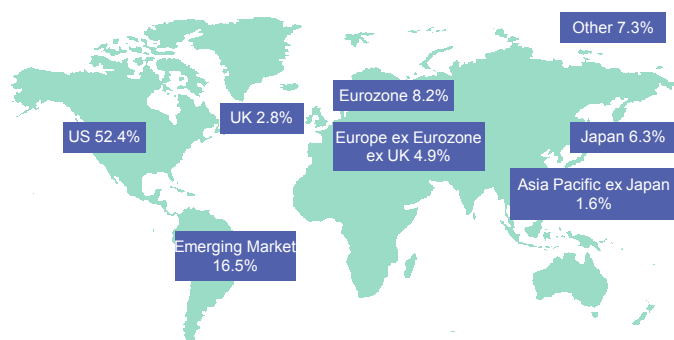 Other 7.3%
Eurozone 8.2%
UK 2.8%
US 52.4%
Europe ex Eurozone
ex UK 4.9%
Japan 6.3%
Asia Pacific ex Japan
1.6%
Emerging Market
16.5%